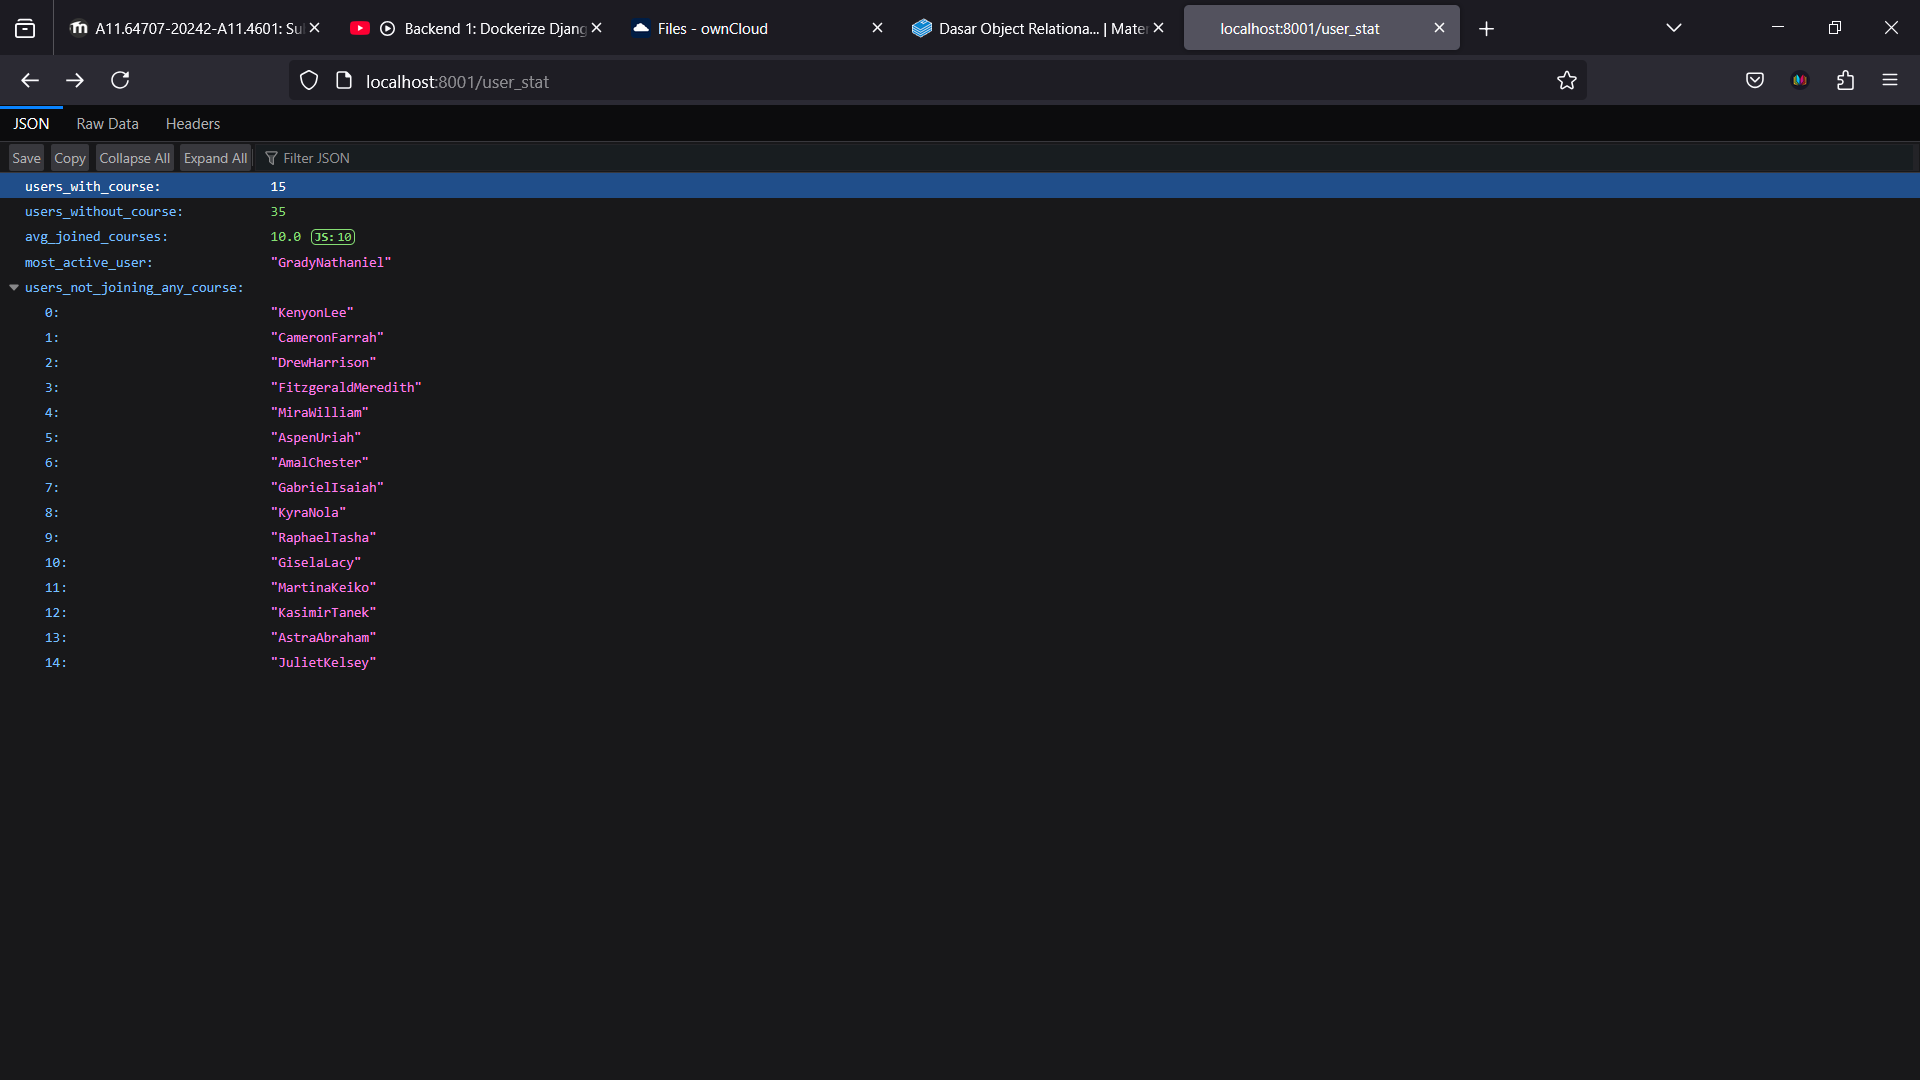 A11.64707-20242-A11.4601: Su
Backend 1: Dockerize Djang
Files - ownCloud
Dasar Object Relationa... | Mate
localhost:8001/user_stat
localhost:8001/user_stat
JSON Raw Data Headers
Save Copy Collapse All Expand All Filter JSON
users_with_course: 15
users_without_course: 35
avg_joined_courses: 10.0 JS: 10
most_active_user: "GradyNathaniel"
users_not_joining_any_course:
0: "KenyonLee"
1: "CameronFarrah"
2: "DrewHarrison"
3: "FitzgeraldMeredith"
4: "MiraWilliam"
5: "AspenUriah"
6: "AmalChester"
7: "GabrielIsaiah"
8: "KyraNola"
9: "RaphaelTasha"
10: "GiselaLacy"
11: "MartinaKeiko"
12: "KasimirTanek"
13: "AstraAbraham"
14: "JulietKelsey"